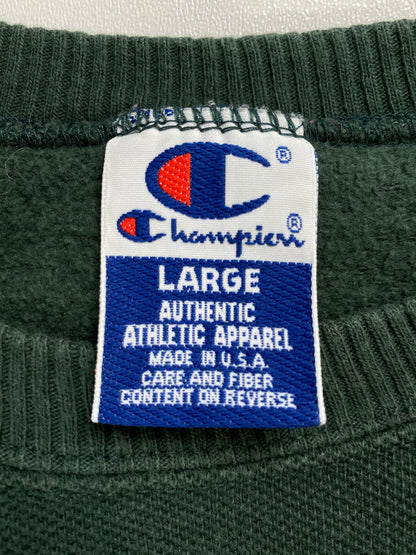 ®
Champion®
LARGE
AUTHENTIC
ATHLETIC APPAREL
MADE IN U.S.A.
CARE AND FIBER
CONTENT ON REVERSE